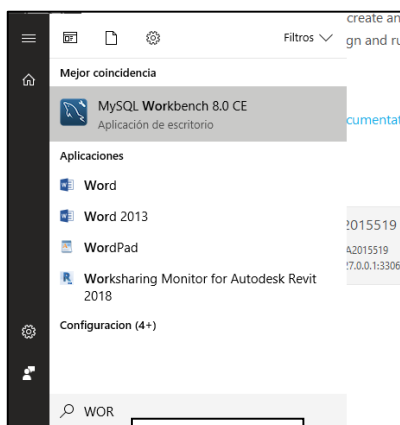 create an
Filtros
gn and ru
Mejor coincidencia
MySQL Workbench 8.0 CE
Aplicación de escritorio
cumentat
Aplicaciones
Word
Word 2013
2015519
WordPad
A2015519
Worksharing Monitor for Autodesk Revit
27.0.0.1:3306
2018
Configuracion (4+)
WOR